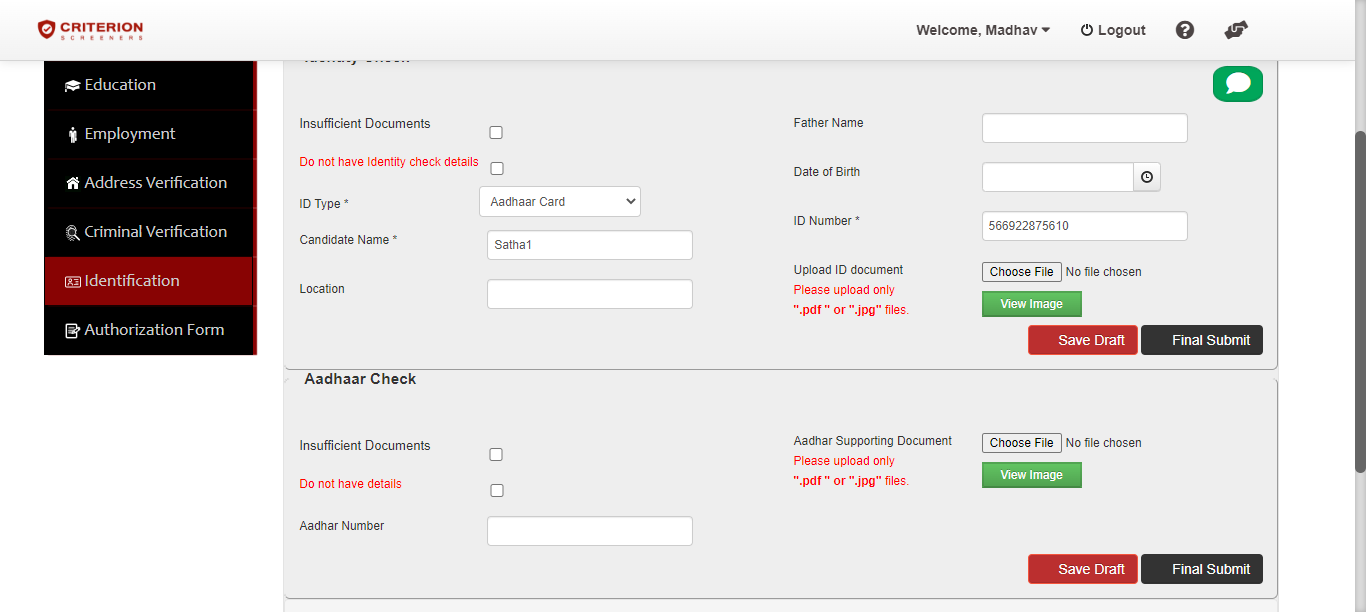 CRITERION
SCREENERS
Welcome, Madhav
Logout
Education
Employment
Address Verification
Criminal Verification
Identification
Authorization Form
Identity Check
Insufficient Documents
Do not have Identity check details
ID Type *
Aadhaar Card
Candidate Name *
Satha1
Location
Father Name
Date of Birth
ID Number *
566922875610
Upload ID document
Please upload only
".pdf " or ".jpg" files.
Choose File No file chosen
View Image
Save Draft
Final Submit
Aadhaar Check
Insufficient Documents
Do not have details
Aadhar Number
Aadhar Supporting Document
Please upload only
".pdf " or ".jpg" files.
Choose File No file chosen
View Image
Save Draft
Final Submit